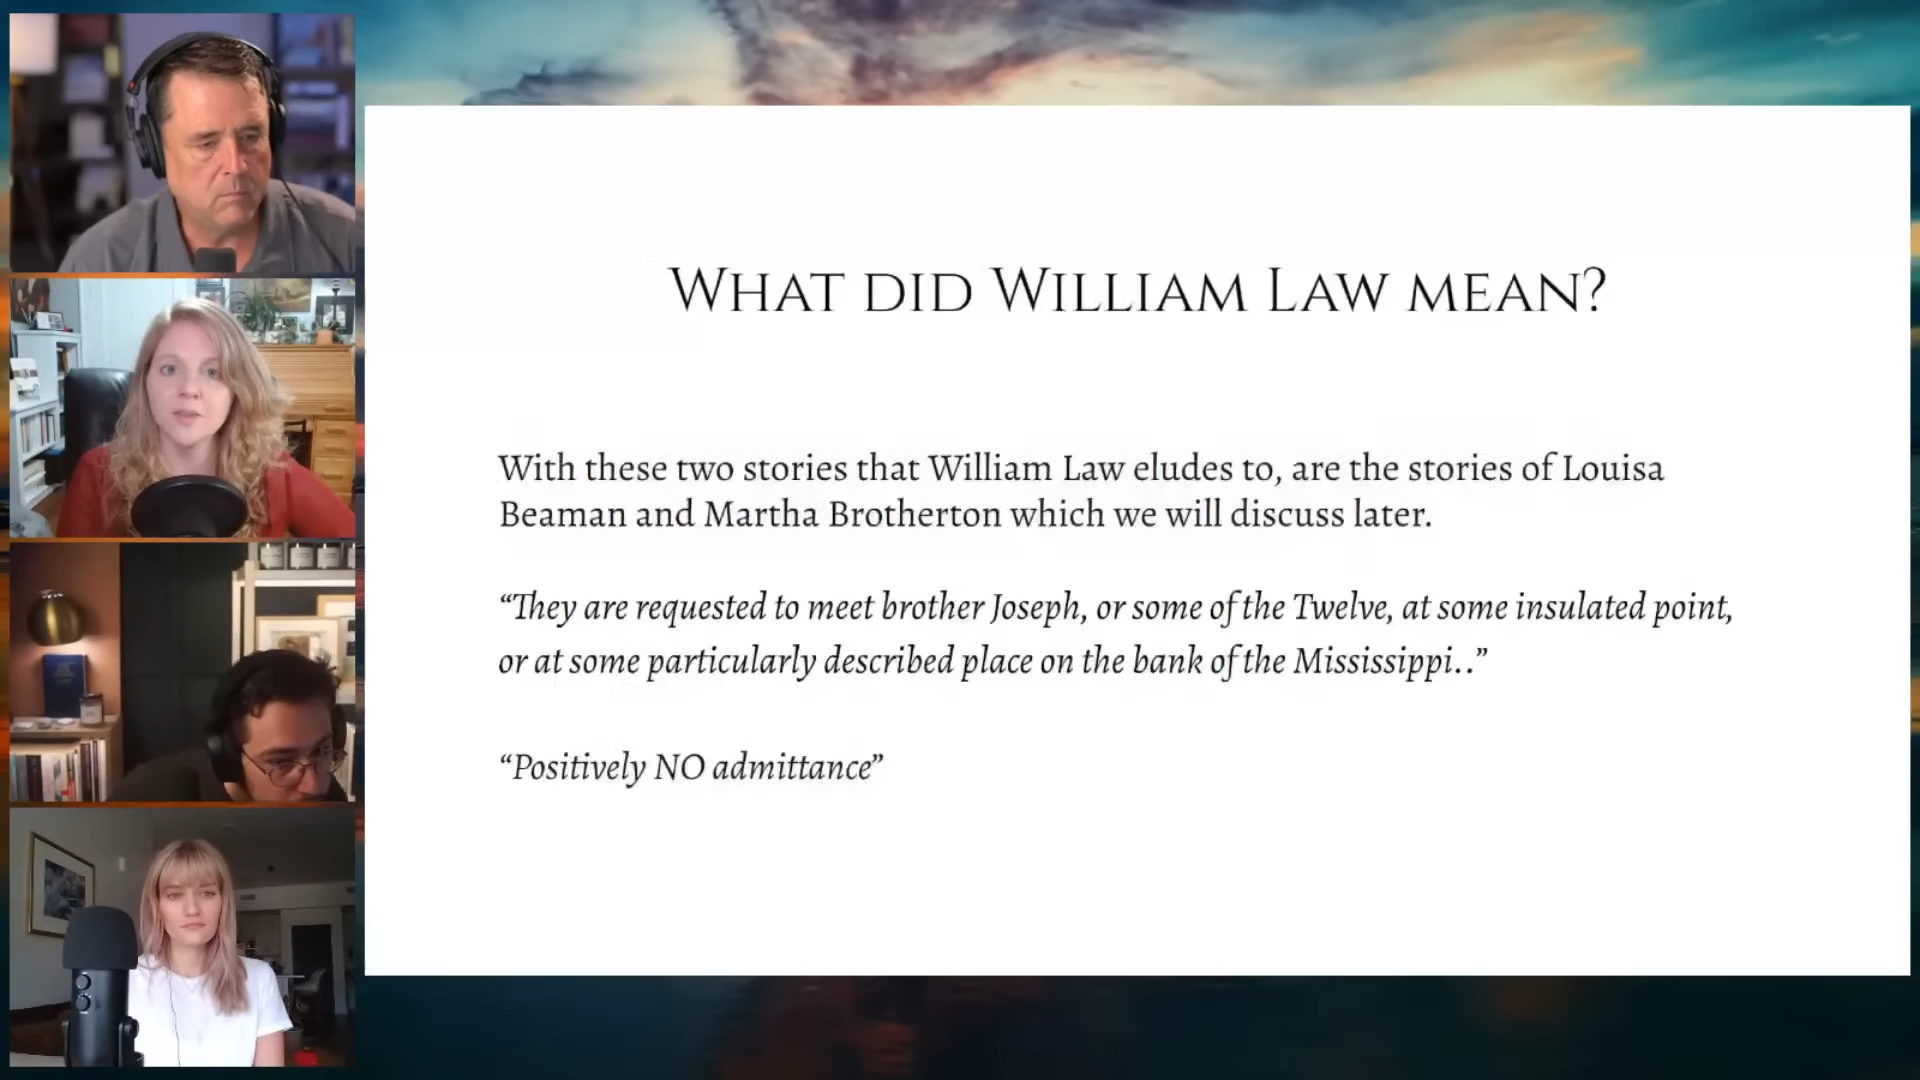 WHAT DID WILLIAM LAW MEAN?
With these two stories that William Law eludes to, are the stories of Louisa
Beaman and Martha Brotherton which we will discuss later.
“They are requested to meet brother Joseph, or some of the Twelve, at some insulated point,
or at some particularly described place on the bank of the Mississippi..”
“Positively NO admittance”